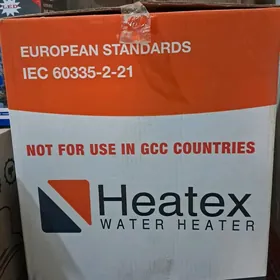 EUROPEAN STANDARDS
IEC 60335-2-21
NOT FOR USE IN GCC COUNTRIES
Heatex
WATER HEATER